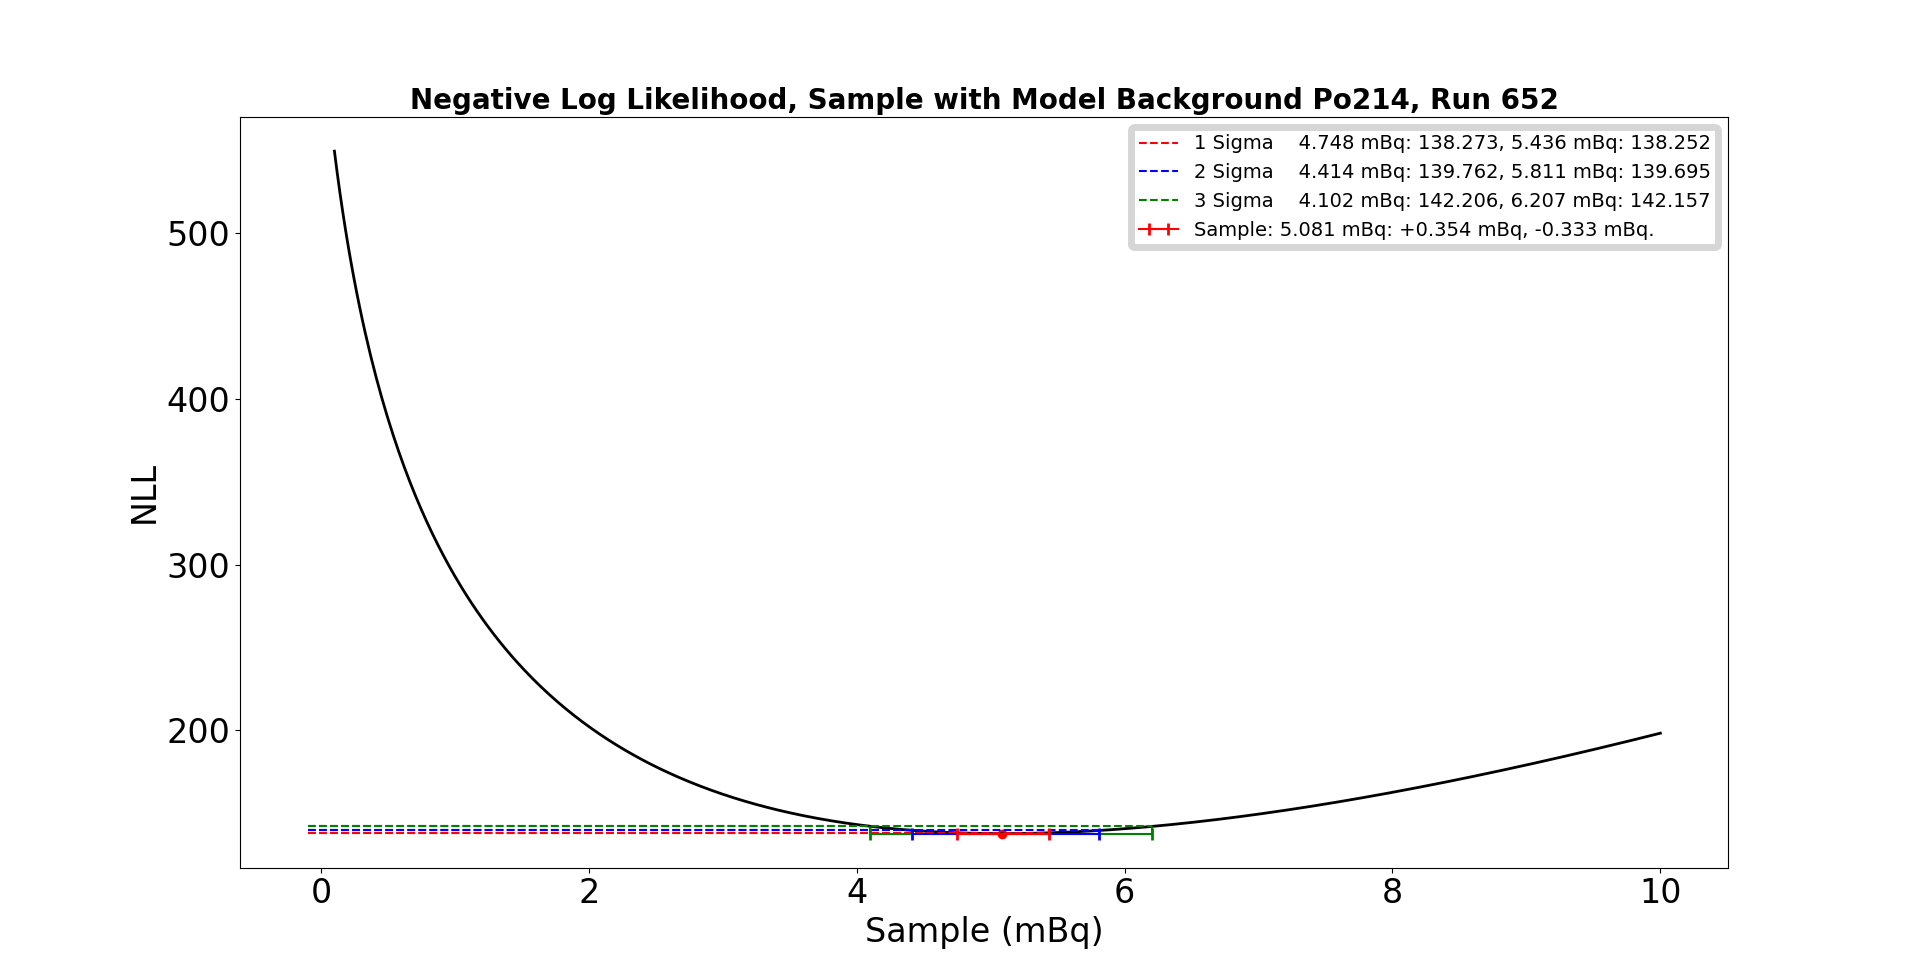 Negative Log Likelihood, Sample with Model Background Po214, Run 652
1 Sigma    4.748 mBq: 138.273, 5.436 mBq: 138.252
2 Sigma    4.414 mBq: 139.762, 5.811 mBq: 139.695
3 Sigma    4.102 mBq: 142.206, 6.207 mBq: 142.157
Sample: 5.081 mBq: +0.354 mBq, -0.333 mBq.
500
400
300
200
NLL
0 2 4 6 8 10
Sample (mBq)